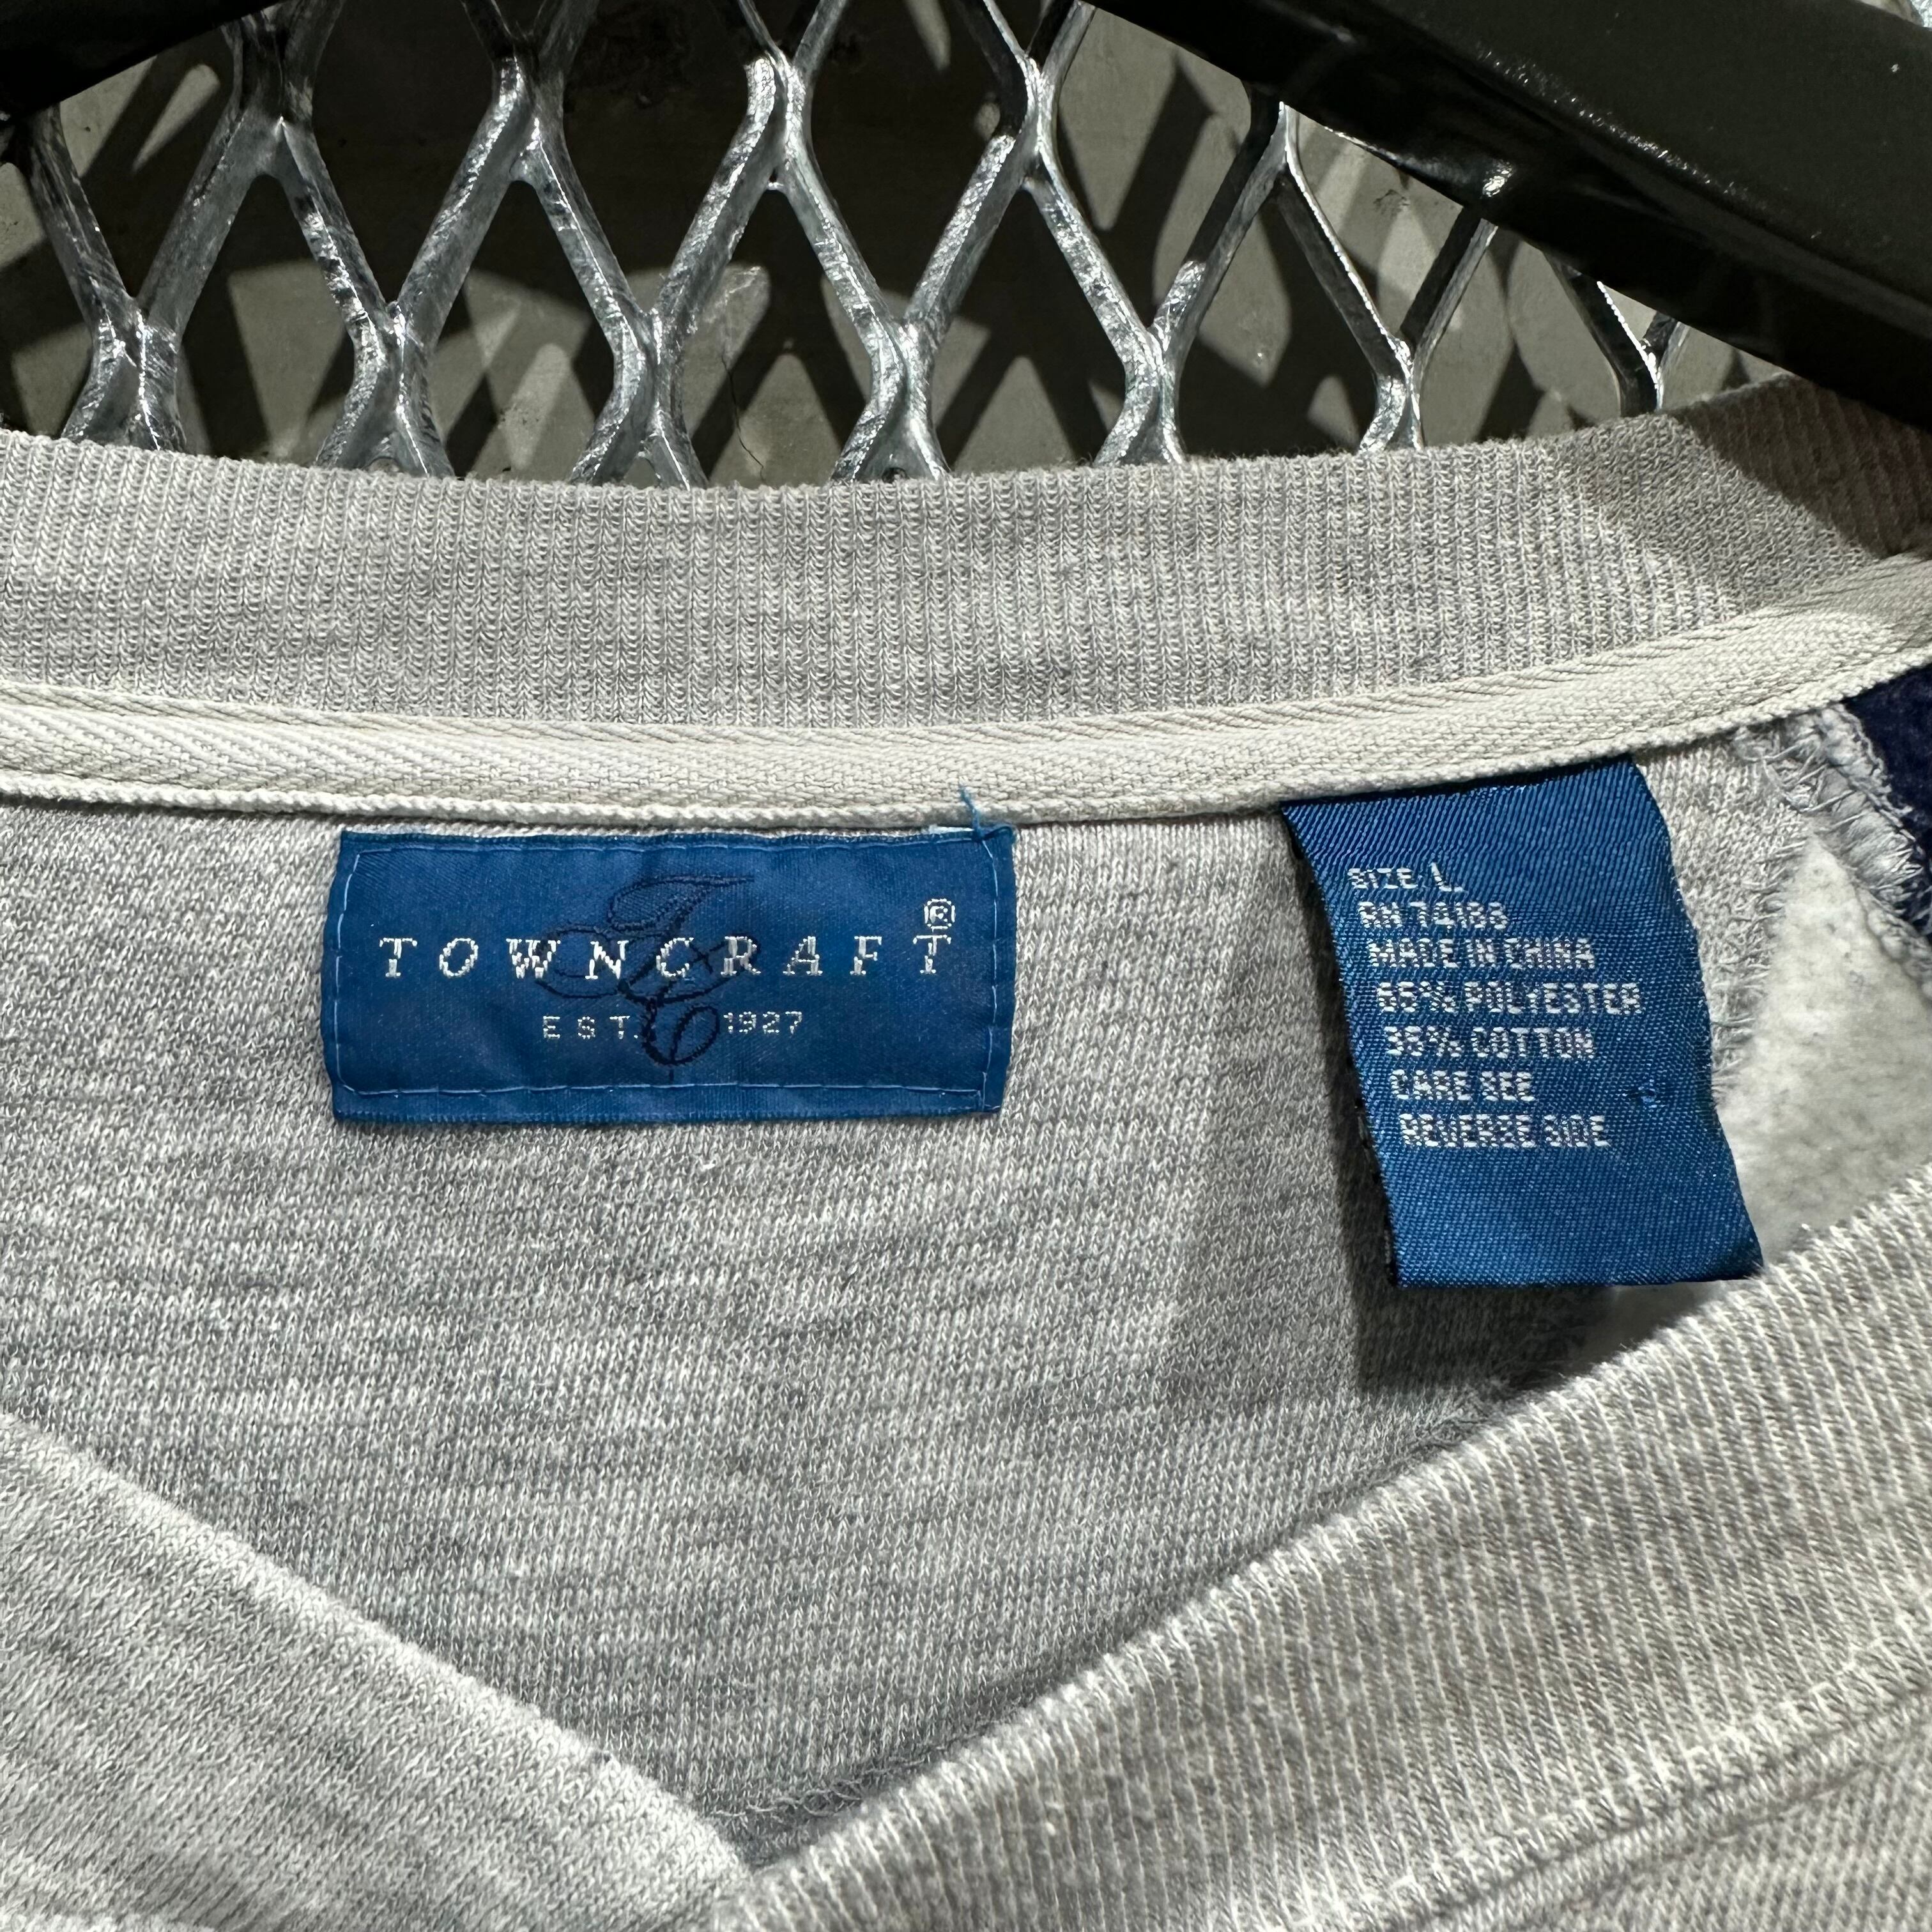 TOWNCRAFT®
EST. 1927
SIZE: L.
RN 74188
MADE IN CHINA
65% POLYESTER
35% COTTON
CARE SEE
REVERSE SIDE